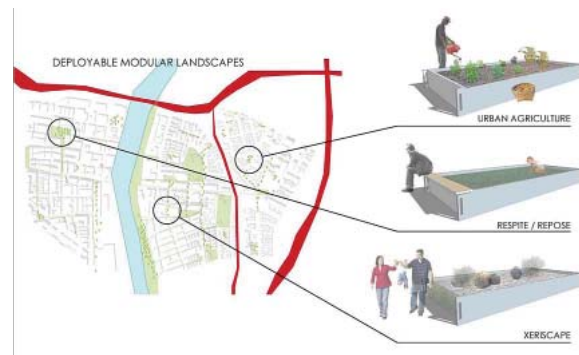 DEPLOYABLE MODULAR LANDSCAPES
URBAN AGRICULTURE
RESPITE / REPOSE
XERISCAPE